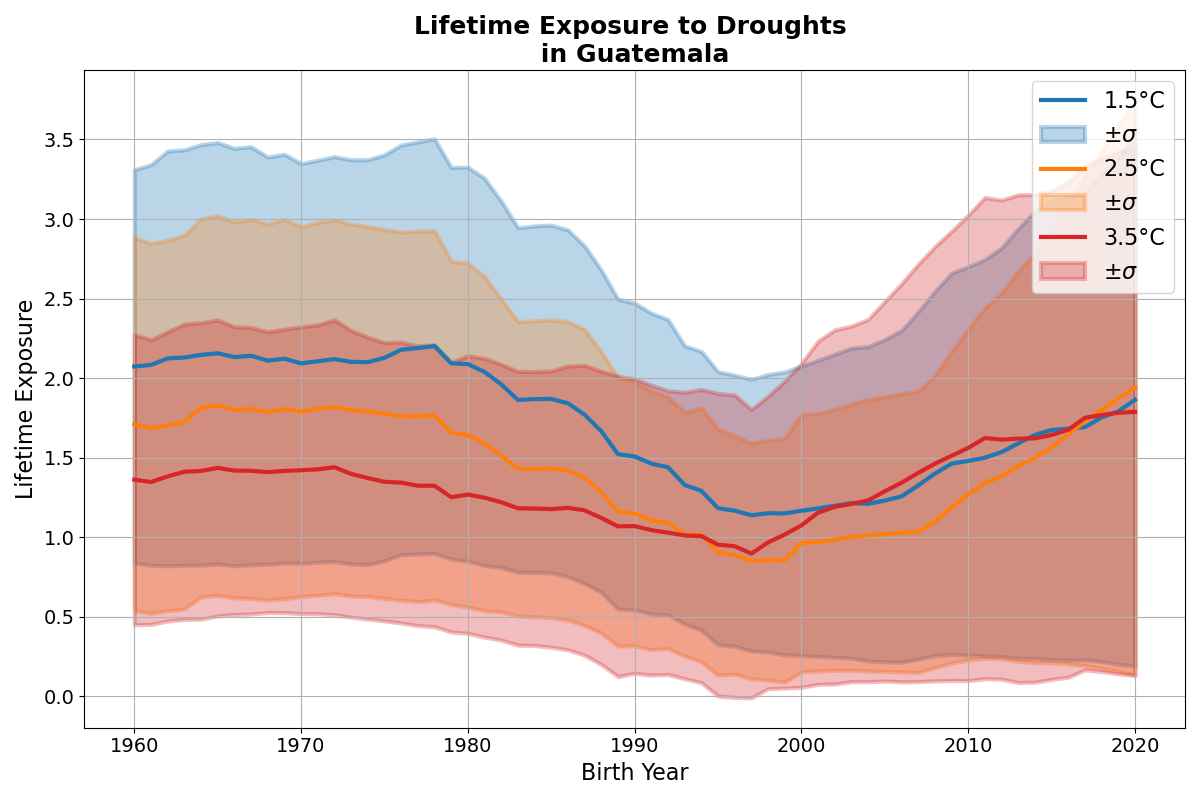 Lifetime Exposure to Droughts
in Guatemala
Lifetime Exposure
3.5
3.0
2.5
2.0
1.5
1.0
0.5
0.0
1960 1970 1980 1990 2000 2010 2020
Birth Year
1.5°C
±σ
2.5°C
±σ
3.5°C
±σ